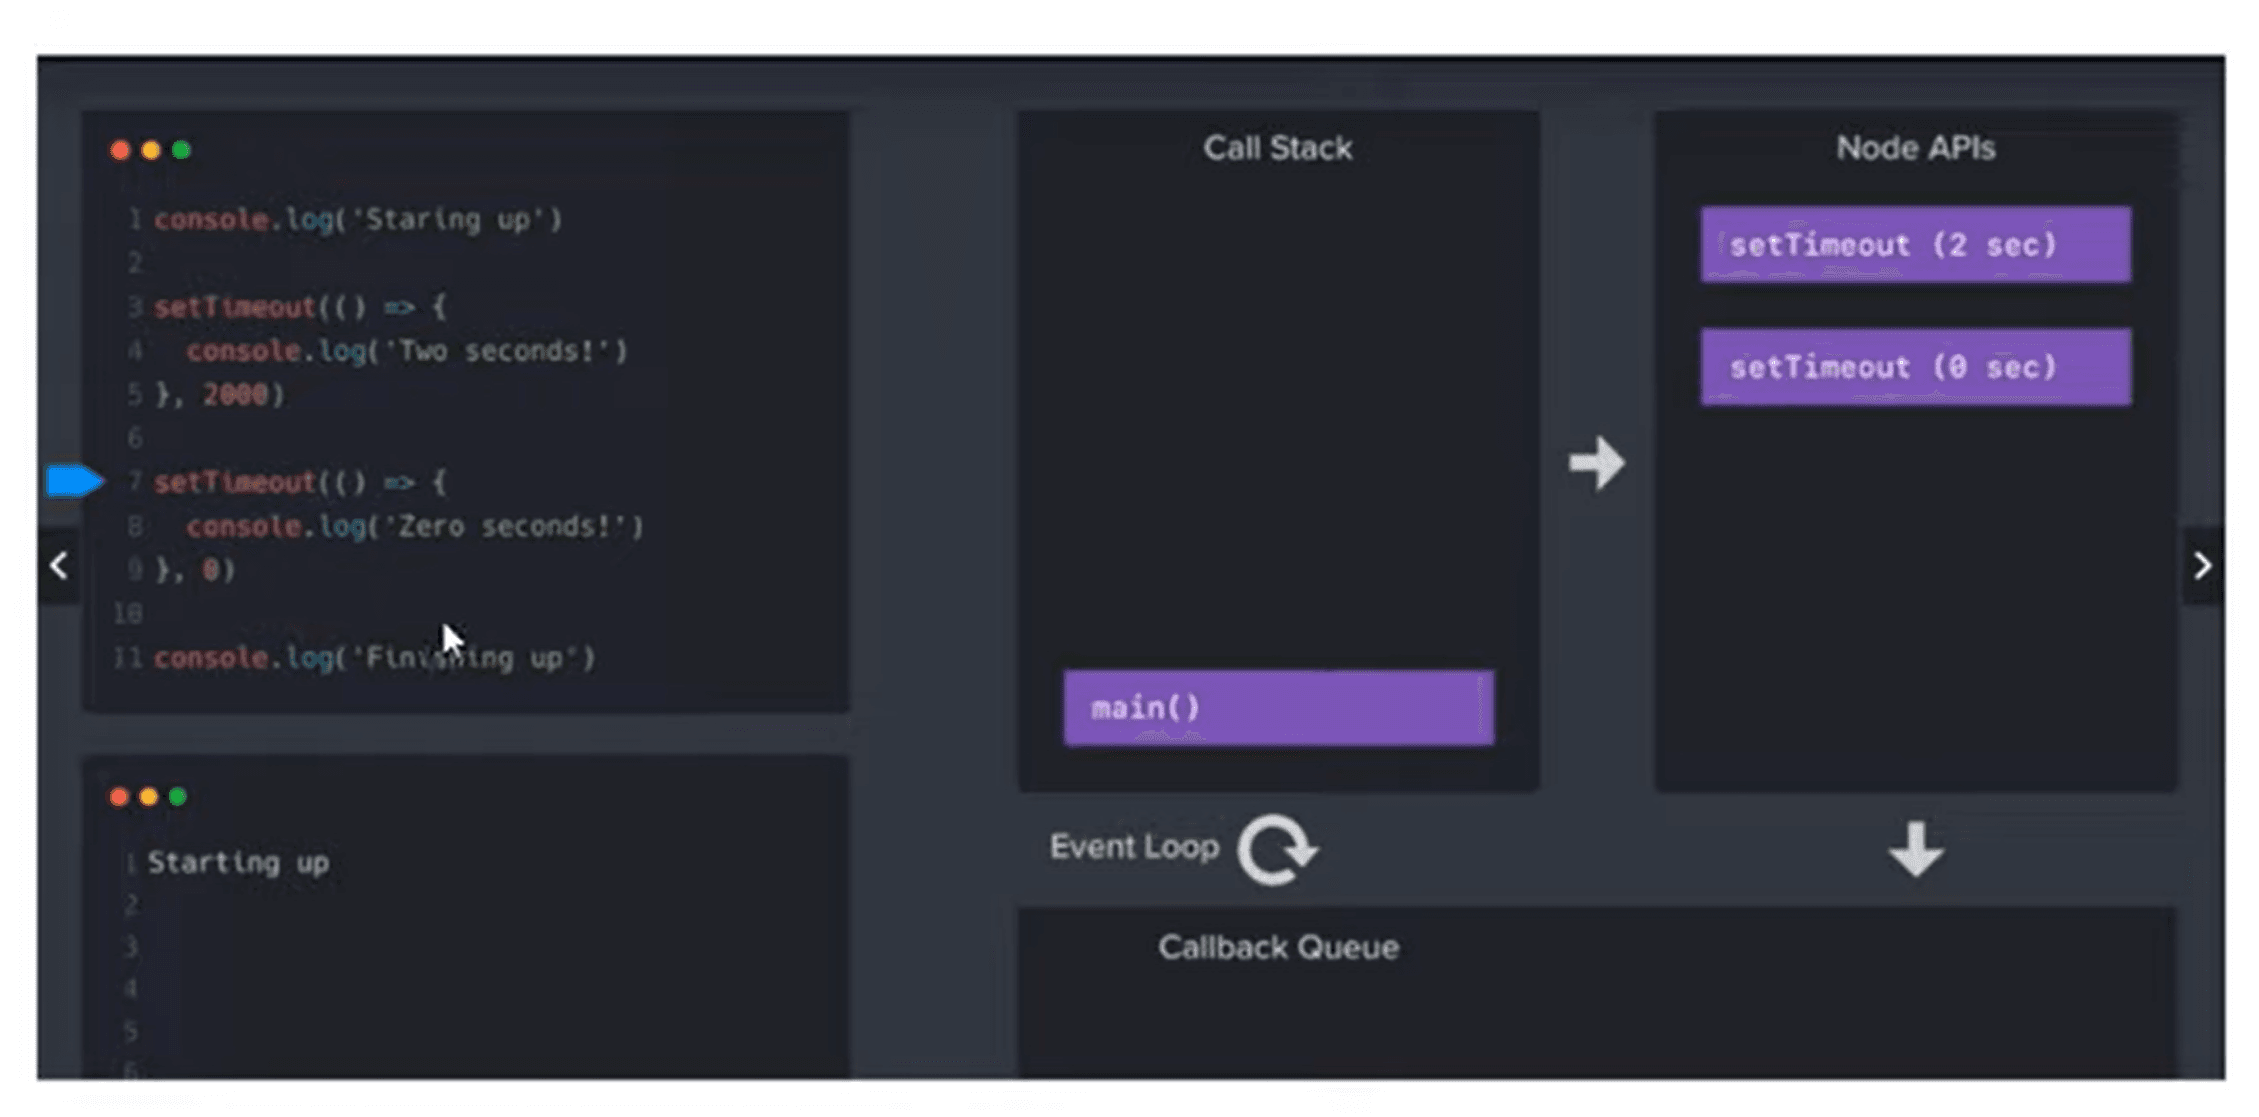 1 console.log('Staring up')
2
3 setTimeout(() => {
4 console.log('Two seconds!')
5 }, 2000)
6
7 setTimeout(() => {
8 console.log('Zero seconds!')
9 }, 0)
10
11 console.log('Finishing up')
1 Starting up
2
3
4
5
6
Call Stack
main()
Node APIs
setTimeout (2 sec)
setTimeout (0 sec)
Event Loop
Callback Queue